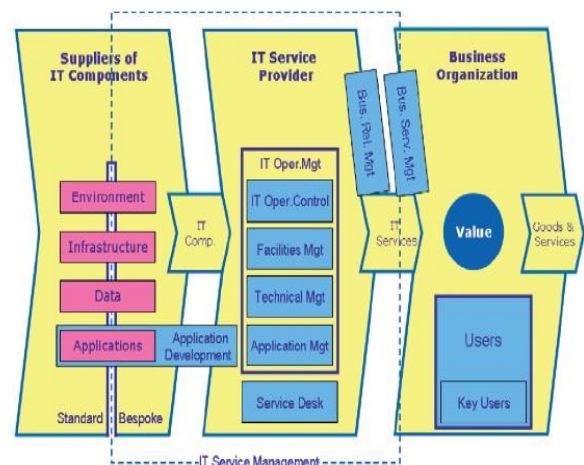 Suppliers of
IT Components
IT Service
Provider
Business
Organization
Bus. Rel. Mgt
Bus. Serv. Mgt
Environment
Infrastructure
Data
Applications
Application
Development
Standard
Bespoke
IT
Comp.
IT Oper.Mgt
IT Oper.Control
Facilities Mgt
Technical Mgt
Application Mgt
Service Desk
IT
Services
Value
Users
Key Users
Goods &
Services
IT Service Management